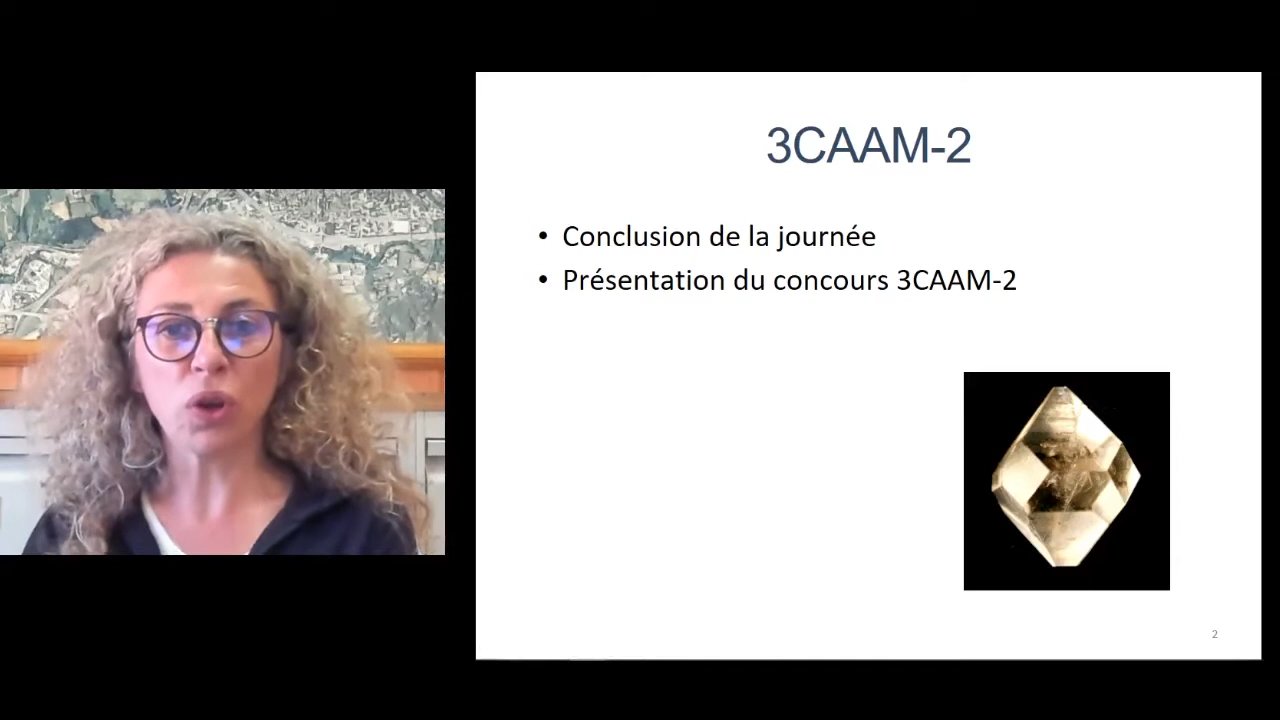 3CAAM-2
• Conclusion de la journée
• Présentation du concours 3CAAM-2
2